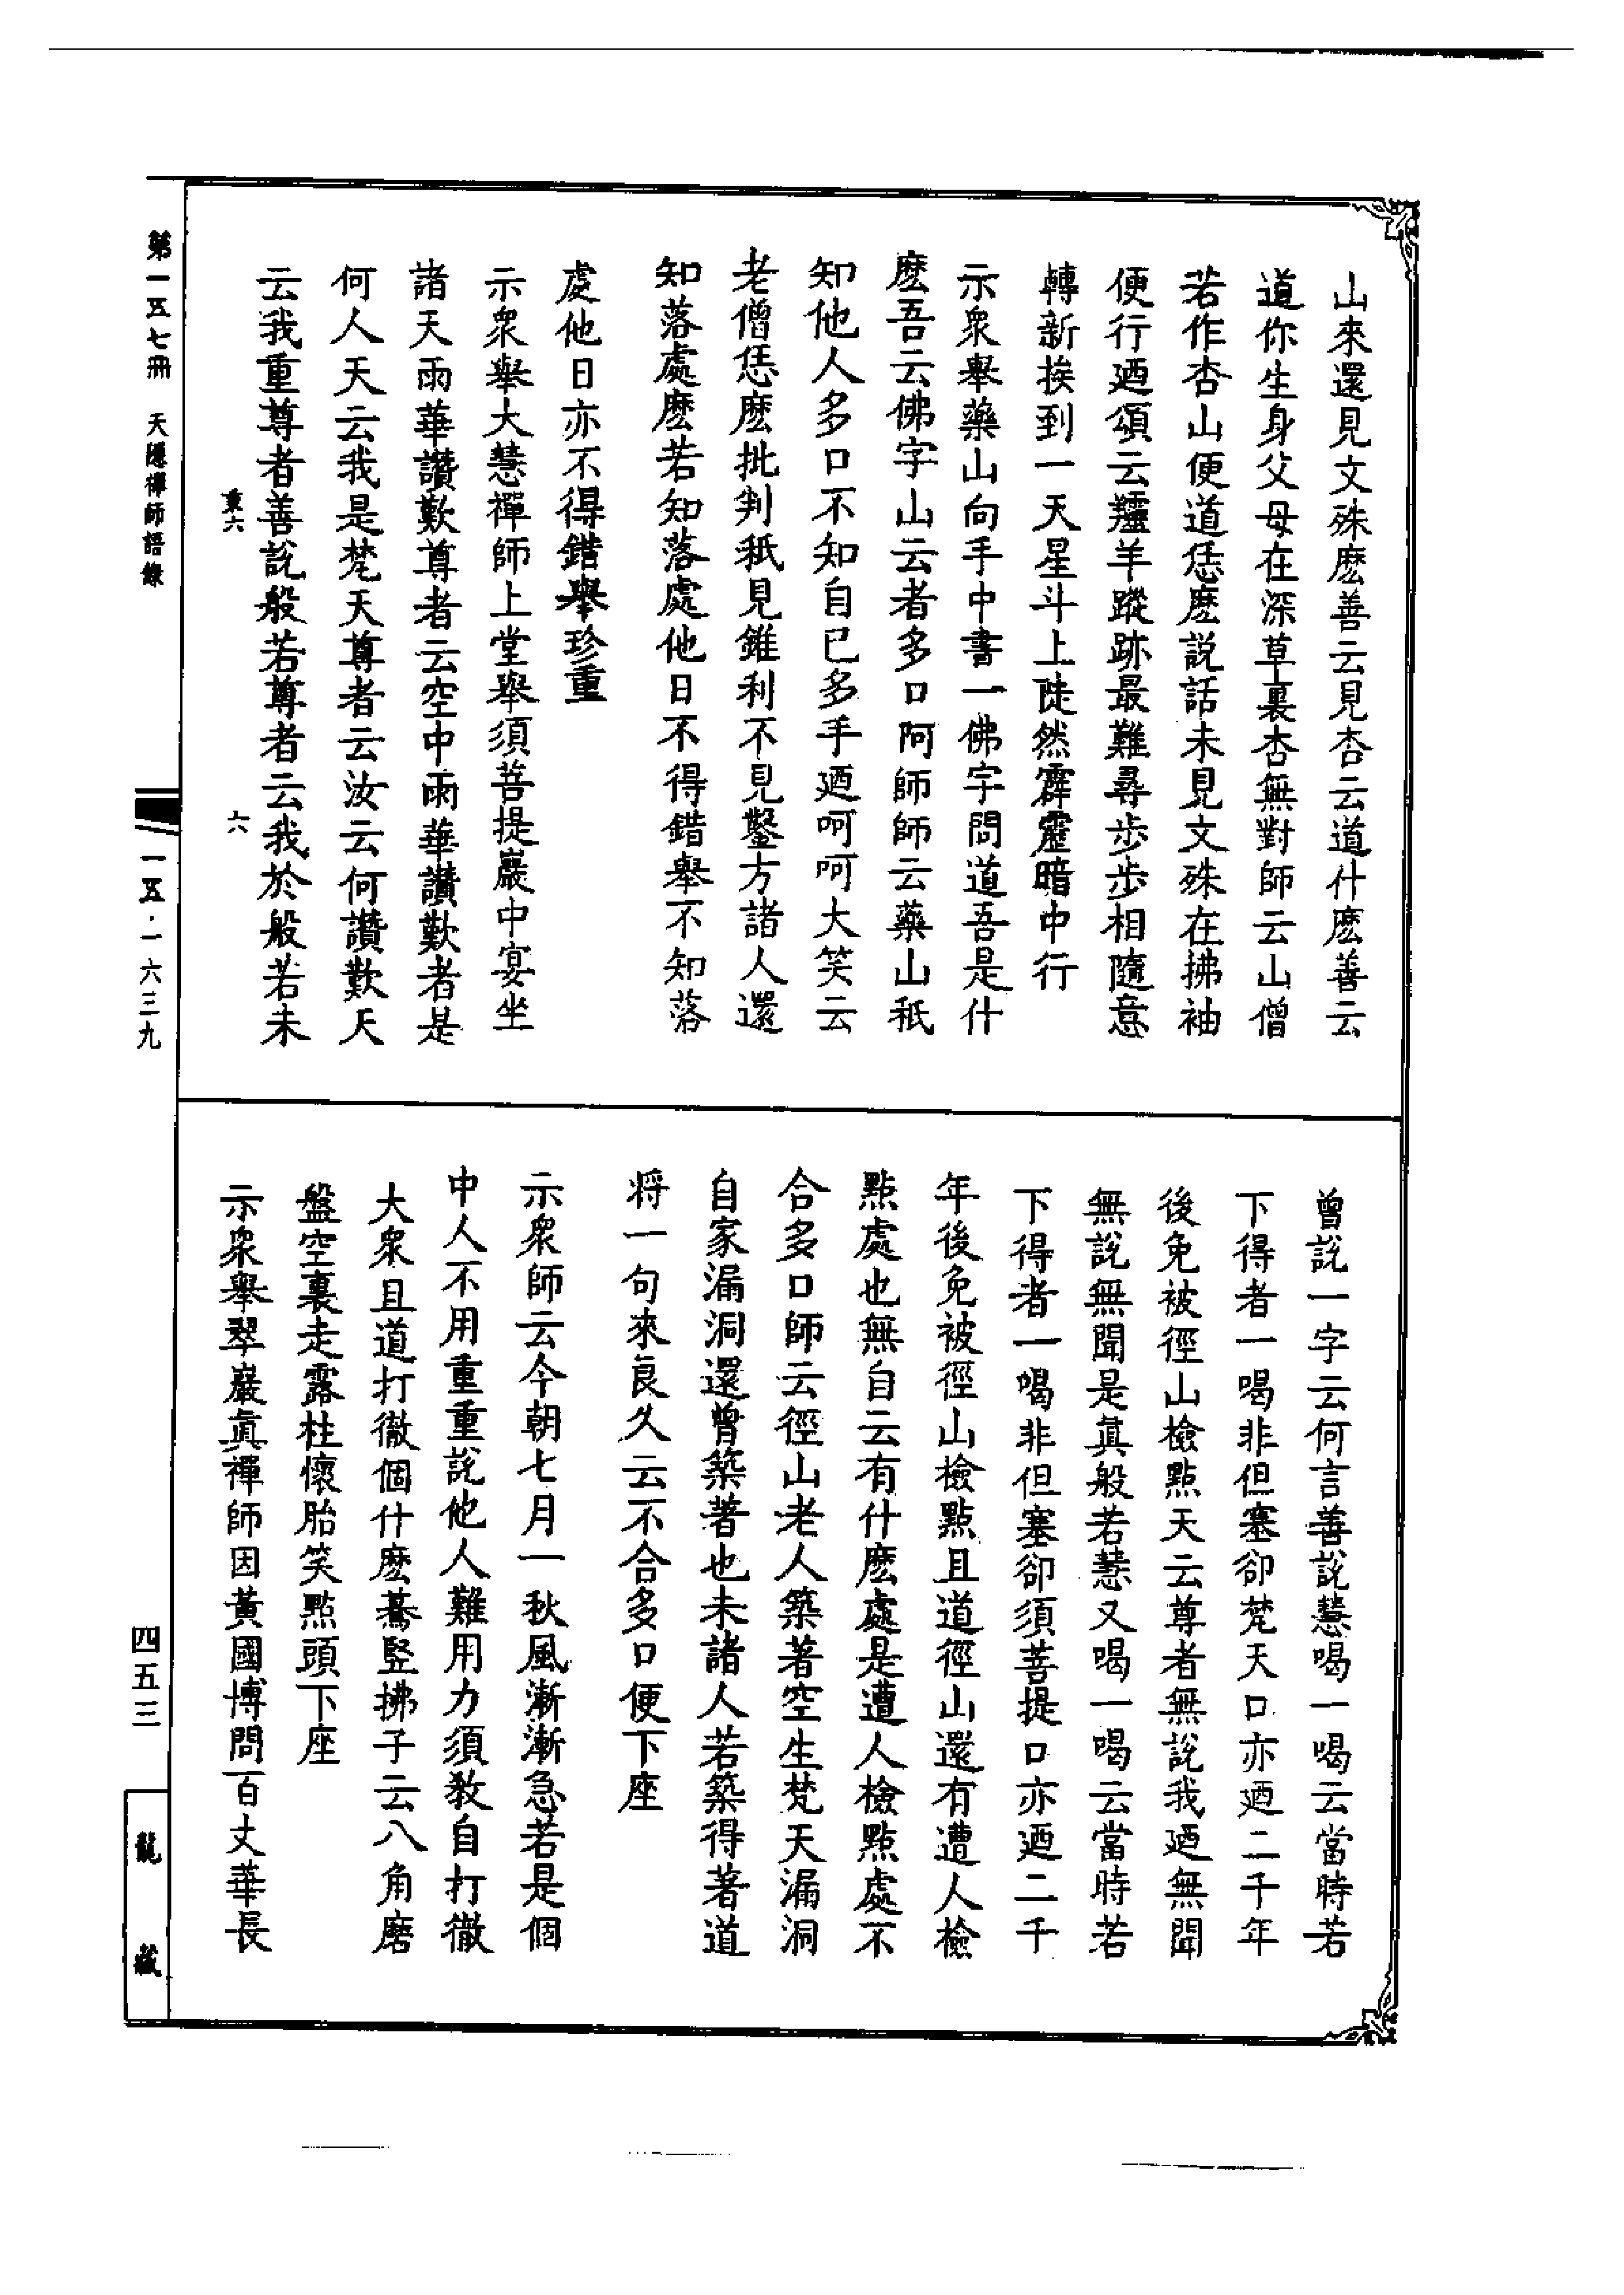 山來還見文殊麽善云見杏云道什麽善云
道你生身父母在深草裏杏無對師云山僧
若作杏山便道恁麽說話未見文殊在拂袖
便行廼頌云羺羊蹤跡最難尋步步相隨意
轉新挨到一天星斗上陡然霹靂暗中行
示衆舉藥山向手中書一佛字問道吾是什
麽吾云佛字山云者多口阿師師云藥山秖
知他人多口不知自已多手廼呵呵大笑云
老僧恁麽批判秖見錐利不見鑿方諸人還
知落處麽若知落處他日不得錯舉不知落
處他日亦不得錯舉珍重
示衆舉大慧禪師上堂舉須菩提巖中宴坐
諸天雨華讚歎尊者云空中雨華讚歎者是
何人天云我是梵天尊者云汝云何讚歎天
云我重尊者善說般若尊者云我於般若未
曾說一字云何言善說慧喝一喝云當時若
下得者一喝非但塞卻梵天口亦廼二千年
後免被徑山檢點天云尊者無說我廼無聞
無說無聞是眞般若慧又喝一喝云當時若
下得者一喝非但塞卻須菩提口亦廼二千
年後免被徑山檢點且道徑山還有遭人檢
點處也無自云有什麽處是遭人檢點處不
合多口師云徑山老人築著空生梵天漏洞
自家漏洞還曾築著也未諸人若築得著道
將一句來良久云不合多口便下座
示衆師云今朝七月一秋風漸漸急若是個
中人不用重重說他人難用力須敎自打徹
大衆且道打徹個什麽驀竪拂子云八角磨
盤空裏走露柱懷胎笑點頭下座
示衆舉翠巖眞禪師因黃國博問百丈華長
第一五七冊 天隱禪師語錄
一五·一六三九
四五三
龍藏
六